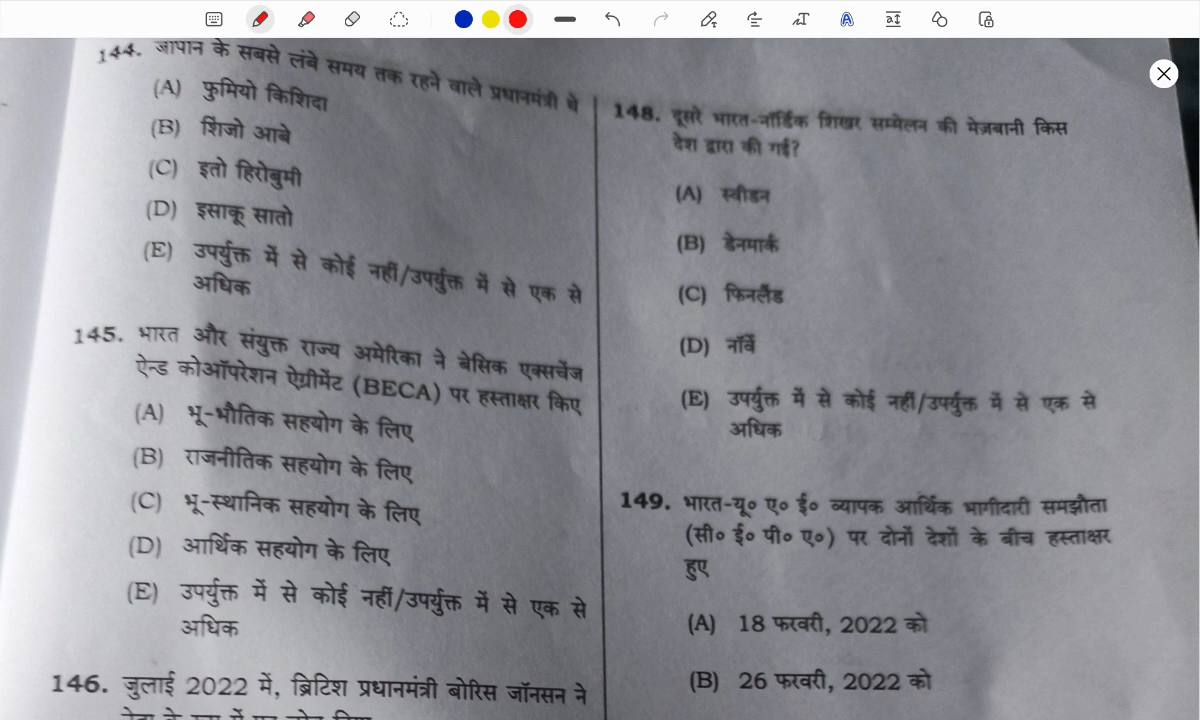 144. जापान के सबसे लंबे समय तक रहने वाले प्रधानमंत्री थे
(A) फुमियो किशिदा
(B) शिंजो आबे
(C) इतो हिरोबुमी
(D) इसाकू सातो
(E) उपर्युक्त में से कोई नहीं/उपर्युक्त में से एक से
अधिक
145. भारत और संयुक्त राज्य अमेरिका ने बेसिक एक्सचेंज
ऐन्ड कोऑपरेशन ऐग्रीमेंट (BECA) पर हस्ताक्षर किए
(A) भू-भौतिक सहयोग के लिए
(B) राजनीतिक सहयोग के लिए
(C) भू-स्थानिक सहयोग के लिए
(D) आर्थिक सहयोग के लिए
(E) उपर्युक्त में से कोई नहीं/उपर्युक्त में से एक से
अधिक
146. जुलाई 2022 में, ब्रिटिश प्रधानमंत्री बोरिस जॉनसन ने
148. दूसरे भारत-नॉर्डिक शिखर सम्मेलन की मेज़बानी किस
देश द्वारा की गई?
(A) स्वीडन
(B) डेनमार्क
(C) फिनलैंड
(D) नॉर्वे
(E) उपर्युक्त में से कोई नहीं/उपर्युक्त में से एक से
अधिक
149. भारत-यू० ए० ई० व्यापक आर्थिक भागीदारी समझौता
(सी० ई० पी० ए०) पर दोनों देशों के बीच हस्ताक्षर
हुए
(A) 18 फरवरी, 2022 को
(B) 26 फरवरी, 2022 को